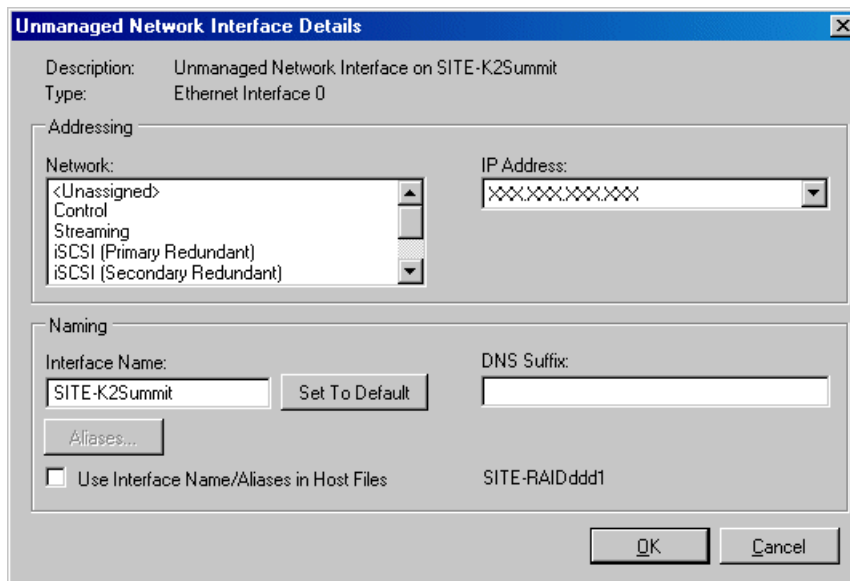 Unmanaged Network Interface Details
Description: Unmanaged Network Interface on SITE-K2Summit
Type: Ethernet Interface 0
Addressing
Network:
IP Address:
<Unassigned>
XXX.XXX.XXX.XXX
Control
Streaming
iSCSI (Primary Redundant)
iSCSI (Secondary Redundant)
Naming
Interface Name:
DNS Suffix:
SITE-K2Summit
Set To Default
Aliases...
Use Interface Name/Aliases in Host Files
SITE-RAIDddd1
OK
Cancel